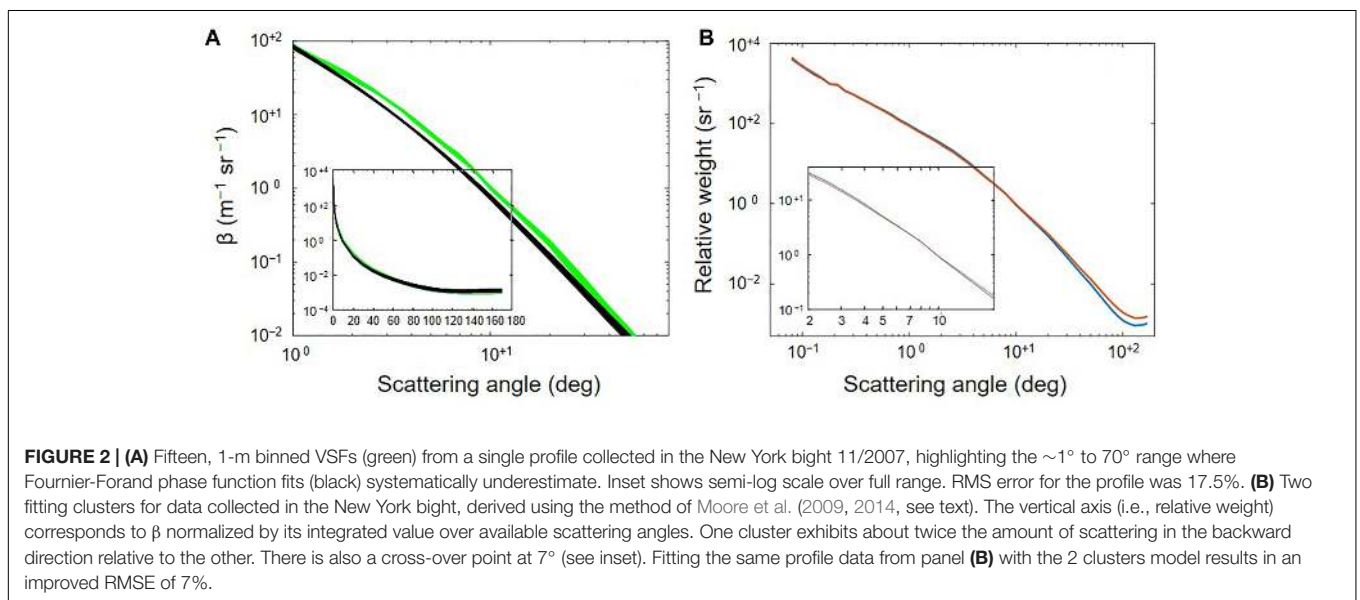 A
B
10+2
10+1
10 0
10−1
10−2
β (m−1 sr−1)
10+4
10+2
10 0
10−2
10−4
0 20 40 60 80 100 120 140 160 180
10 0
10+1
Scattering angle (deg)
10+4
10+2
10 0
10−2
Relative weight (sr−1)
10+1
10 0
10−1
2 3 4 5 7 10
10−1
10 0
10+1
10+2
Scattering angle (deg)
FIGURE 2 | (A) Fifteen, 1-m binned VSFs (green) from a single profile collected in the New York bight 11/2007, highlighting the ∼1° to 70° range where
Fournier-Forand phase function fits (black) systematically underestimate. Inset shows semi-log scale over full range. RMS error for the profile was 17.5%. (B) Two
fitting clusters for data collected in the New York bight, derived using the method of Moore et al. (2009, 2014, see text). The vertical axis (i.e., relative weight)
corresponds to β normalized by its integrated value over available scattering angles. One cluster exhibits about twice the amount of scattering in the backward
direction relative to the other. There is also a cross-over point at 7° (see inset). Fitting the same profile data from panel (B) with the 2 clusters model results in an
improved RMSE of 7%.